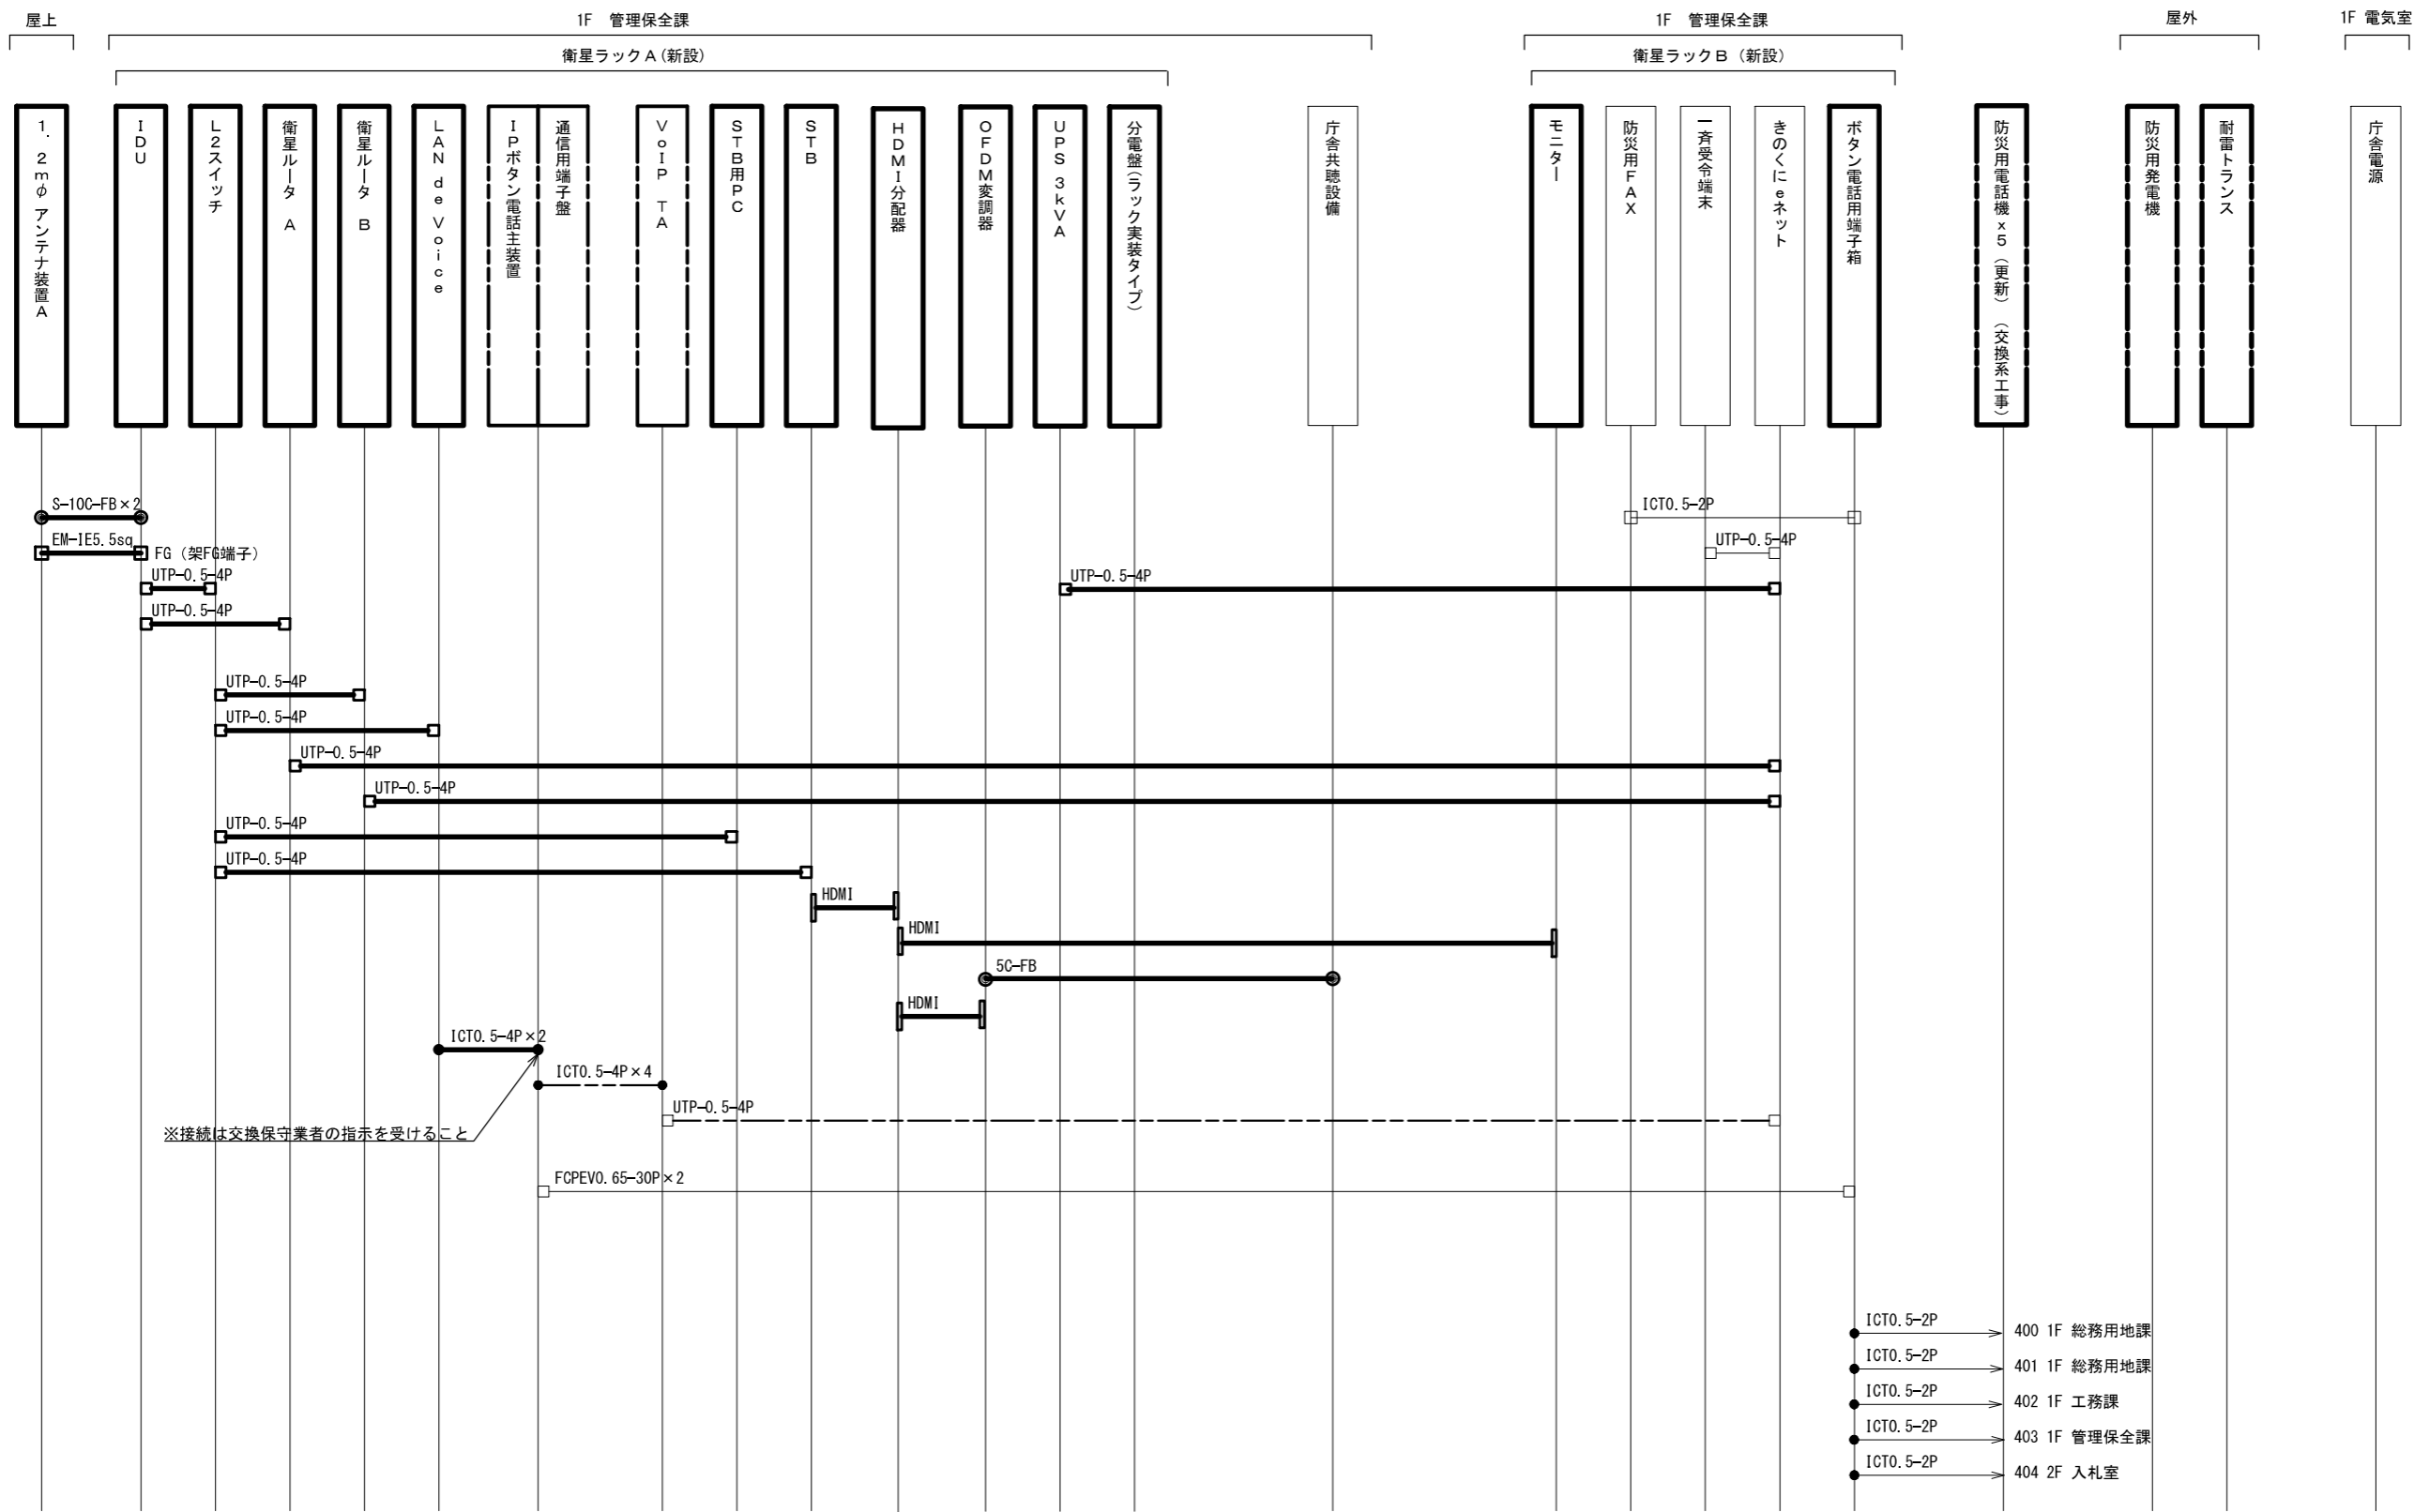 屋上
1F 管理保全課
1F 管理保全課
屋外
1F 電気室
衛星ラックA(新設)
衛星ラックB（新設）
1．2mφ アンテナ装置A
IDU
L2スイッチ
衛星ルータ A
衛星ルータ B
LAN de Voice
IPボタン電話主装置
通信用端子盤
VoIP TA
STB用PC
STB
HDMI分配器
OFDM変調器
UPS 3kVA
分電盤(ラック実装タイプ)
庁舎共聴設備
モニター
防災用FAX
一斉受令端末
きのくにeネット
ボタン電話用端子箱
防災用電話機x5（更新）（交換系工事）
防災用発電機
耐雷トランス
庁舎電源
S-10C-FB×2
ICT0.5-2P
EM-IE5.5sq
FG（架FG端子）
UTP-0.5-4P
UTP-0.5-4P
UTP-0.5-4P
UTP-0.5-4P
UTP-0.5-4P
UTP-0.5-4P
UTP-0.5-4P
UTP-0.5-4P
UTP-0.5-4P
UTP-0.5-4P
HDMI
HDMI
5C-FB
HDMI
ICT0.5-4P×2
ICT0.5-4P×4
UTP-0.5-4P
※接続は交換保守業者の指示を受けること
FCPEV0.65-30P×2
ICT0.5-2P
400 1F 総務用地課
ICT0.5-2P
401 1F 総務用地課
ICT0.5-2P
402 1F 工務課
ICT0.5-2P
403 1F 管理保全課
ICT0.5-2P
404 2F 入札室